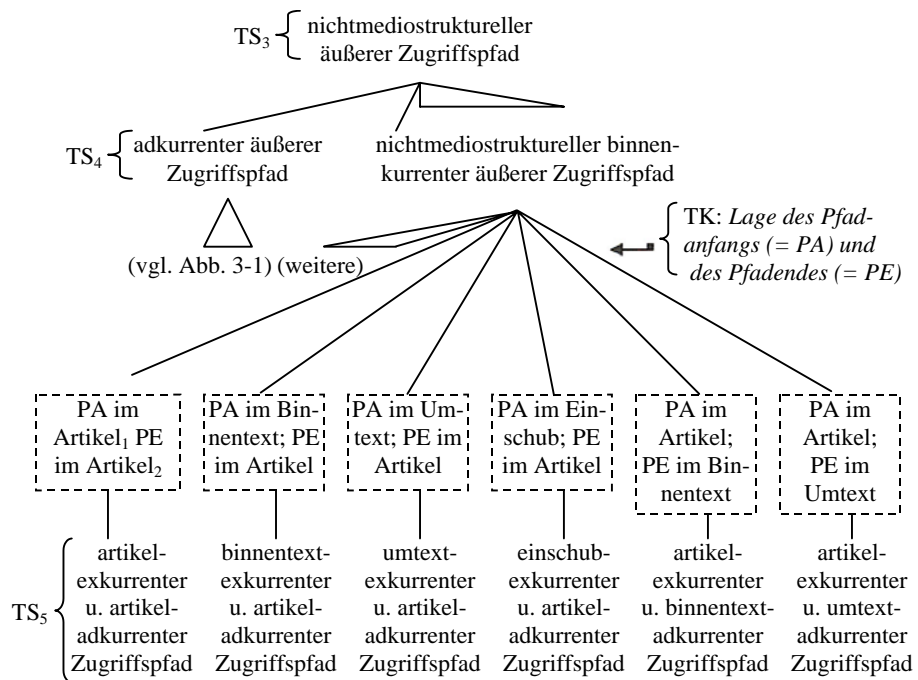 TS3 nichtmediostruktureller
äußerer Zugriffspfad
TS4 adkurrenter äußerer
Zugriffspfad
nichtmediostruktureller binnen-
kurrenter äußerer Zugriffspfad
TK: Lage des Pfad-
anfangs (= PA) und
des Pfadendes (= PE)
(vgl. Abb. 3-1) (weitere)
PA im
Artikel1 PE
im Artikel2
PA im Bin-
nentext; PE
im Artikel
PA im Um-
text; PE im
Artikel
PA im Ein-
schub; PE
im Artikel
PA im
Artikel;
PE im Bin-
nentext
PA im
Artikel;
PE im
Umtext
TS5
artikel-
exkurrenter
u. artikel-
adkurrenter
Zugriffspfad
binnentext-
exkurrenter
u. artikel-
adkurrenter
Zugriffspfad
umtext-
exkurrenter
u. artikel-
adkurrenter
Zugriffspfad
einschub-
exkurrenter
u. artikel-
adkurrenter
Zugriffspfad
artikel-
exkurrenter
u. binnentext-
adkurrenter
Zugriffspfad
artikel-
exkurrenter
u. umtext-
adkurrenter
Zugriffspfad